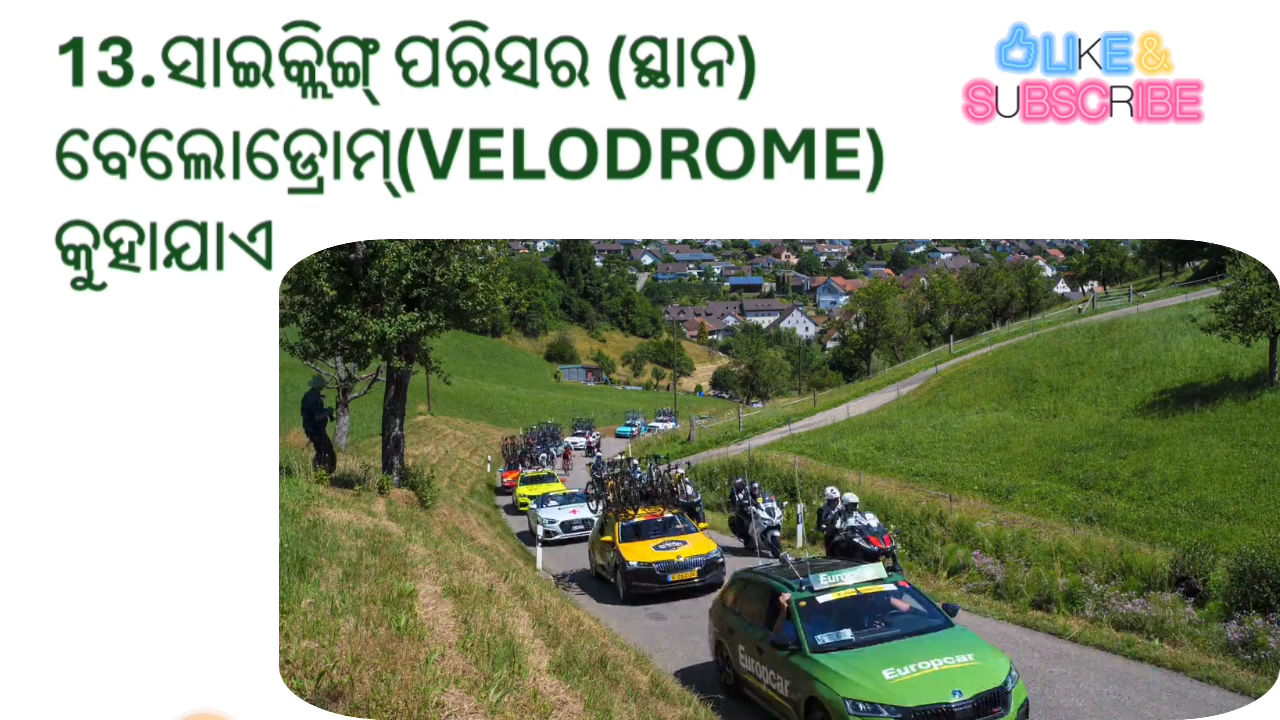 13.ସାଇକ୍ଲିଙ୍ଗ୍ ପରିସର (ସ୍ଥାନ)
ବେଲୋଡ୍ରୋମ୍(VELODROME)
କୁହାଯାଏ
LIKE &
SUBSCRIBE
Europcar
Europcar